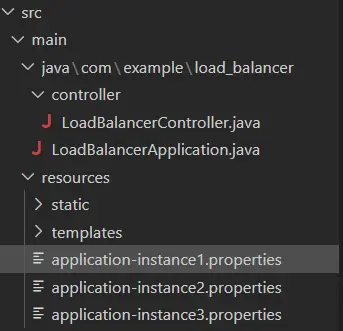 src
main
java\com\example\load_balancer
controller
J LoadBalancerController.java
J LoadBalancerApplication.java
resources
static
templates
application-instance1.properties
application-instance2.properties
application-instance3.properties